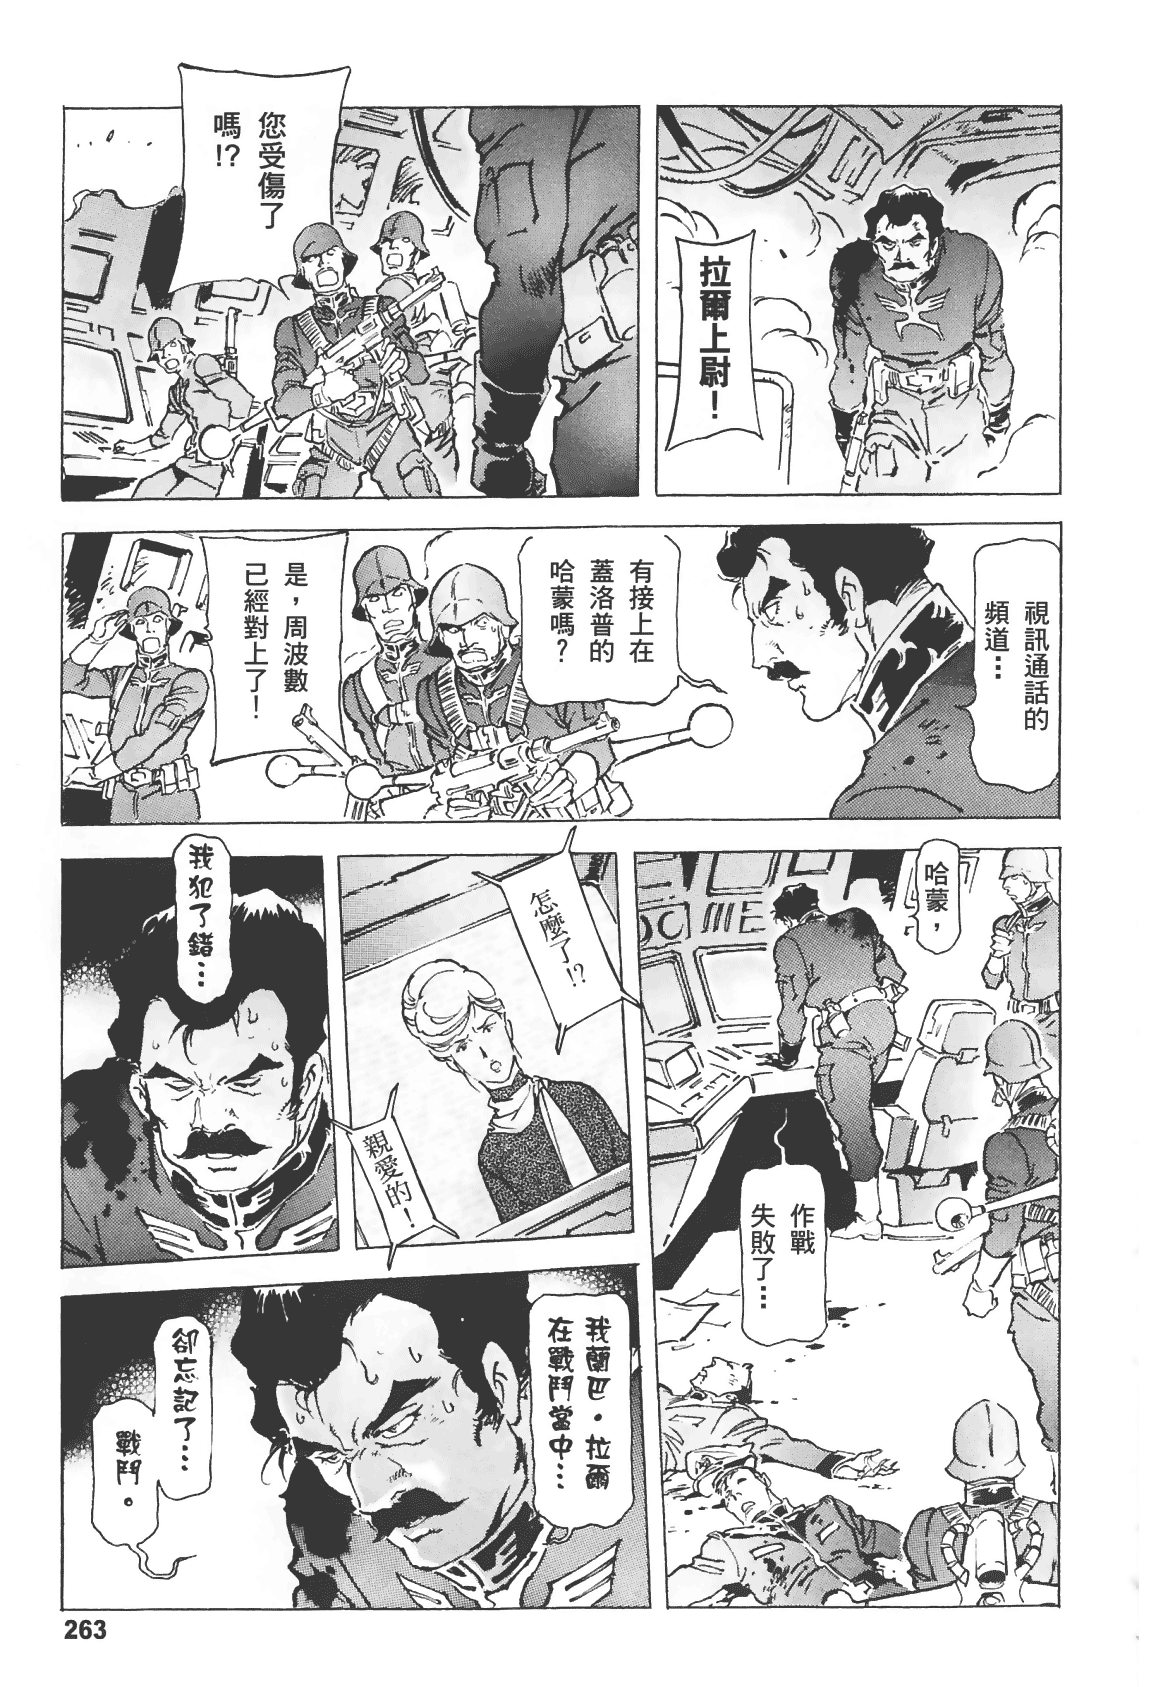 拉爾上尉！
您受傷了
嗎!?
視訊通話的
頻道…
有接上在
蓋洛普的
哈蒙嗎？
是，周波數
已經對上了！
哈蒙，
作戰
失敗了…
怎麼了!?
親愛的！
我犯了錯…
我蘭巴・拉爾
在戰鬥當中…
卻忘記了…
戰鬥。
263